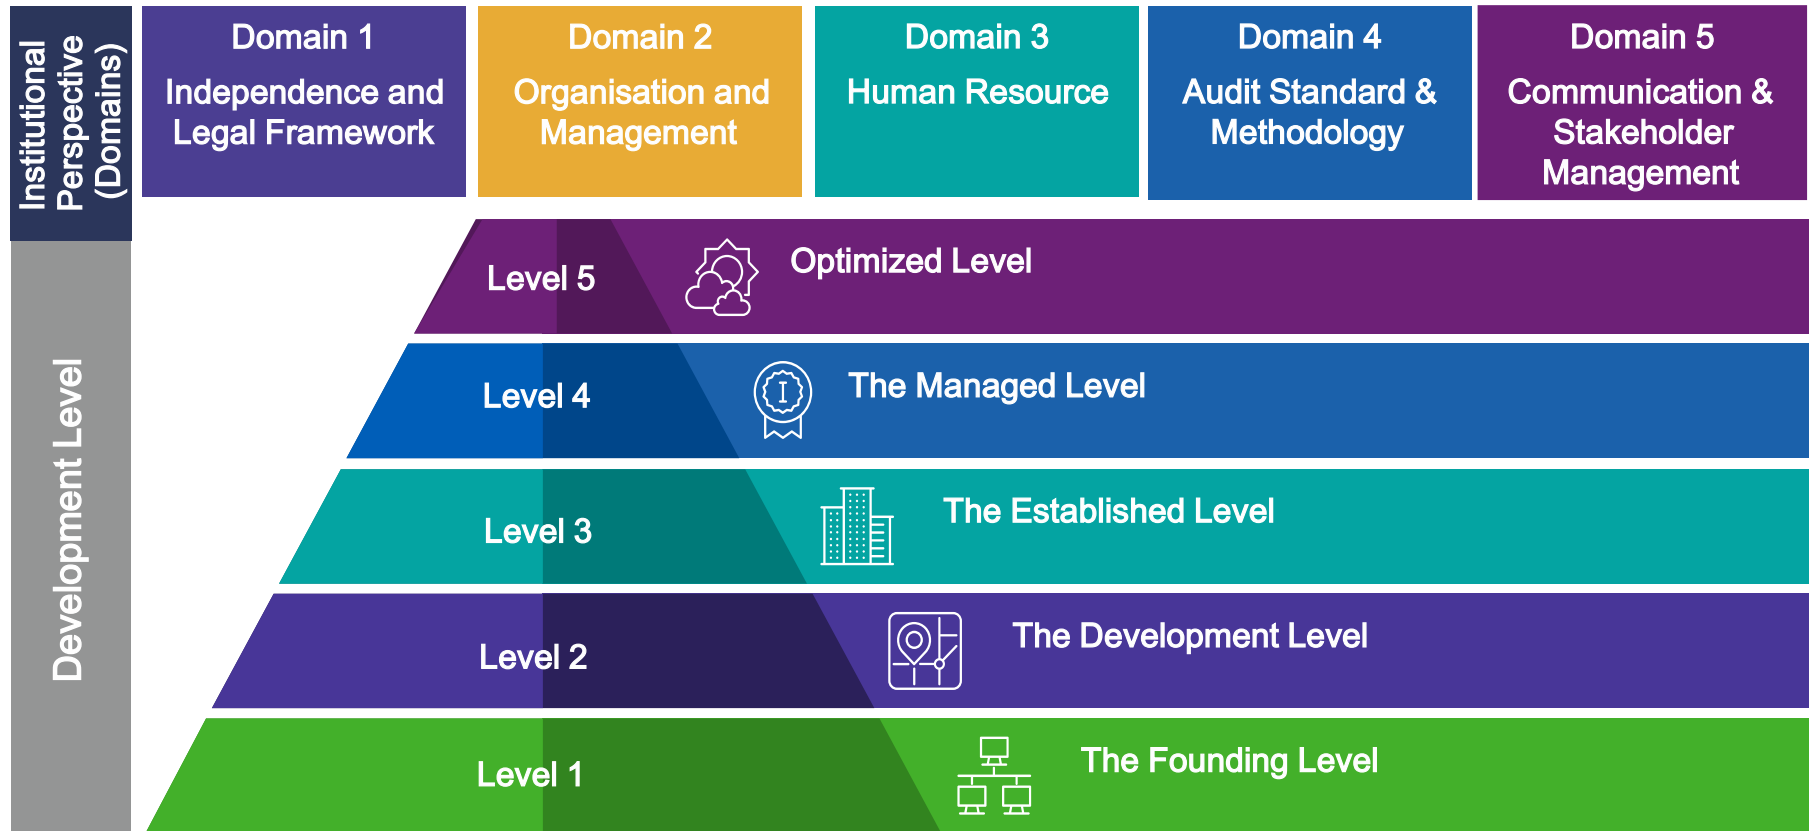 Institutional
Perspective
(Domains)
Domain 1
Independence and
Legal Framework
Domain 2
Organisation and
Management
Domain 3
Human Resource
Domain 4
Audit Standard &
Methodology
Domain 5
Communication &
Stakeholder
Management
Development Level
Level 5
Optimized Level
Level 4
I
The Managed Level
Level 3
The Established Level
Level 2
The Development Level
Level 1
The Founding Level